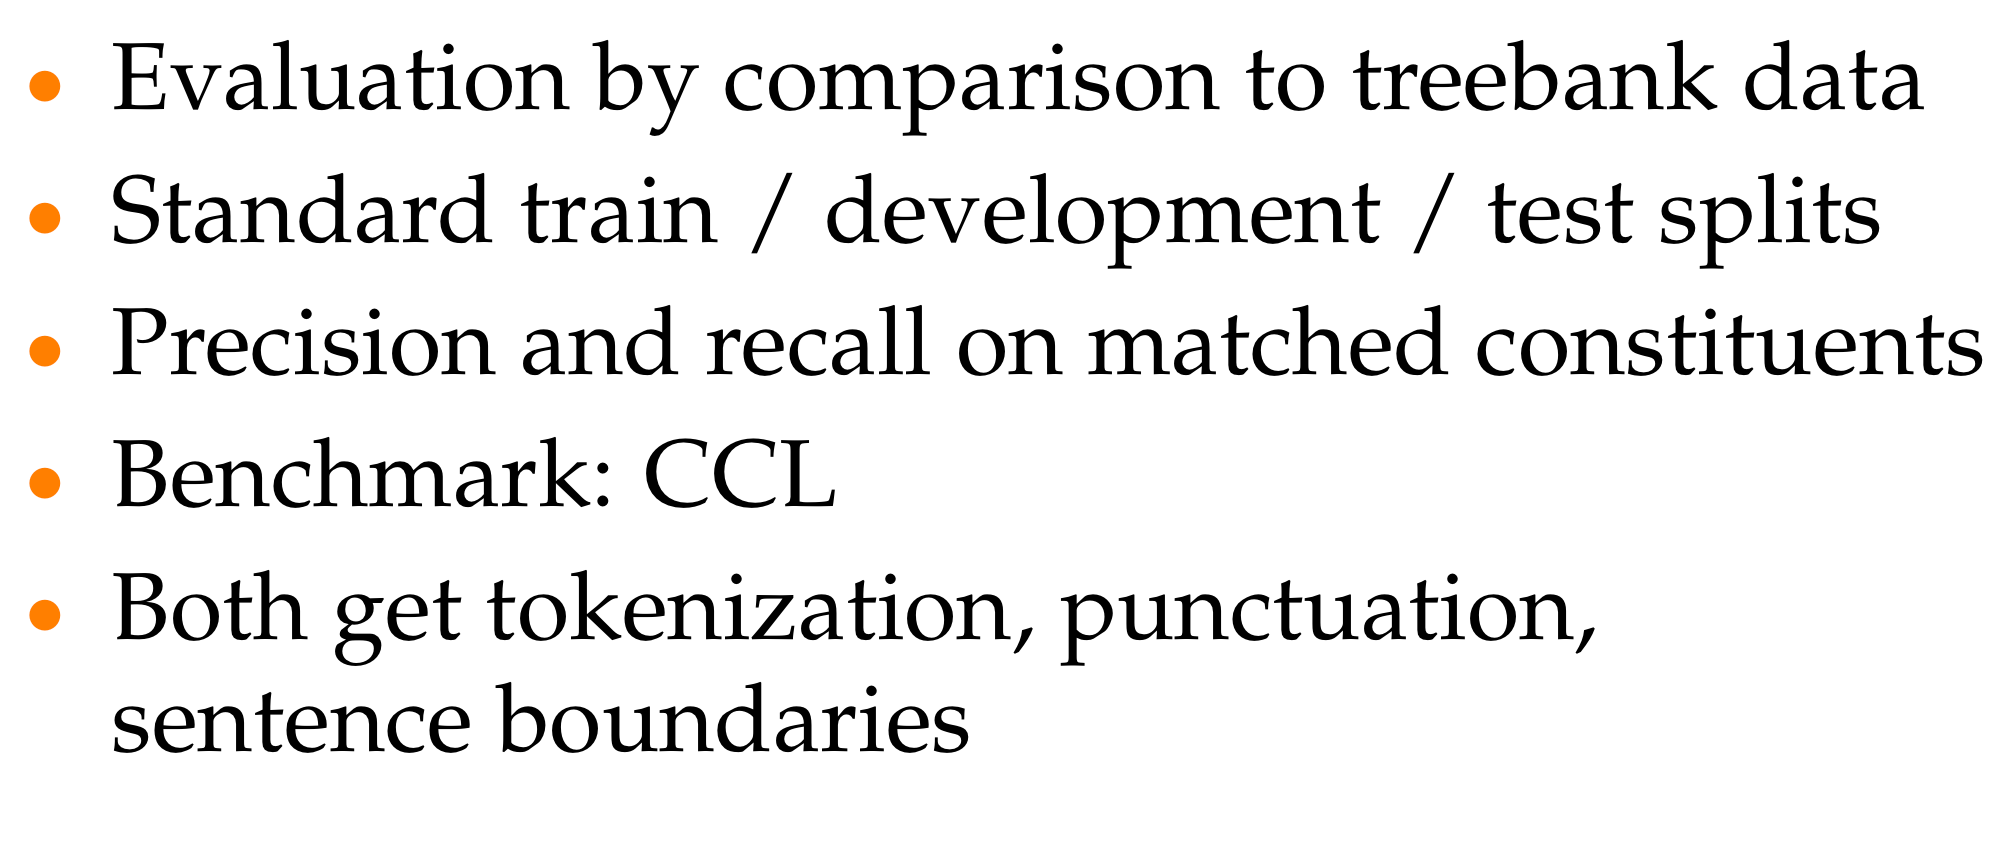 • Evaluation by comparison to treebank data
• Standard train / development / test splits
• Precision and recall on matched constituents
• Benchmark: CCL
• Both get tokenization, punctuation,
sentence boundaries